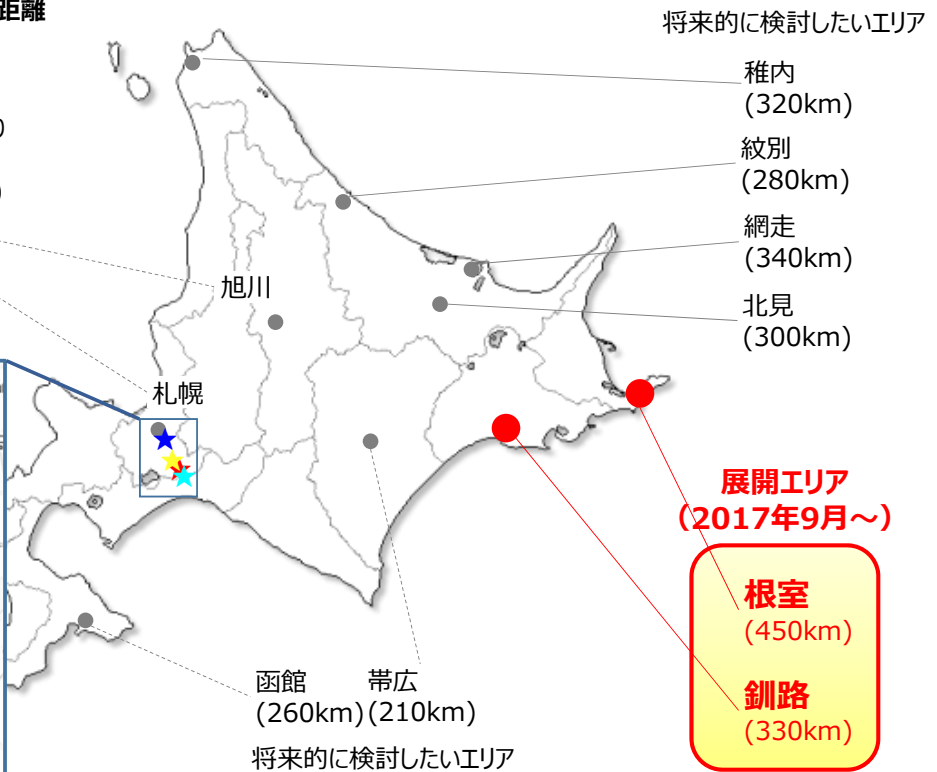 距離
将来的に検討したいエリア
稚内
(320km)
紋別
(280km)
網走
(340km)
北見
(300km)
旭川
札幌
展開エリア
（2017年9月～）
根室
(450km)
釧路
(330km)
函館
(260km)
帯広
(210km)
将来的に検討したいエリア